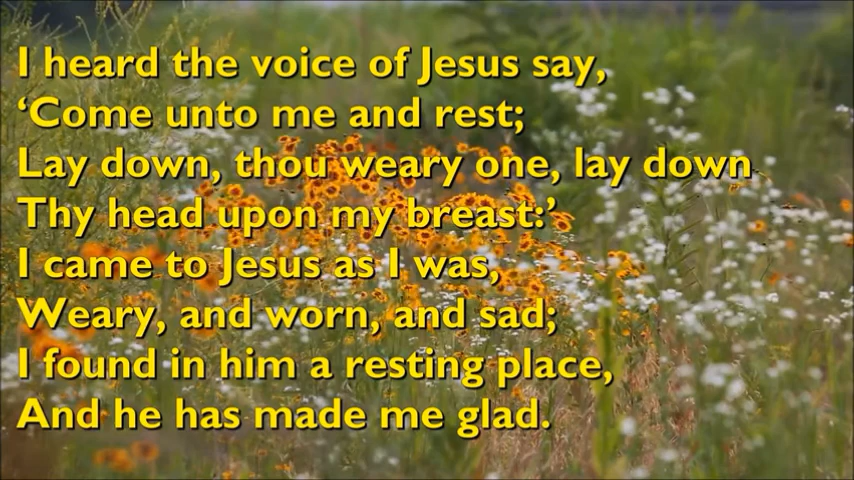 I heard the voice of Jesus say,
‘Come unto me and rest;
Lay down, thou weary one, lay down
Thy head upon my breast:’
I came to Jesus as I was,
Weary, and worn, and sad;
I found in him a resting place,
And he has made me glad.